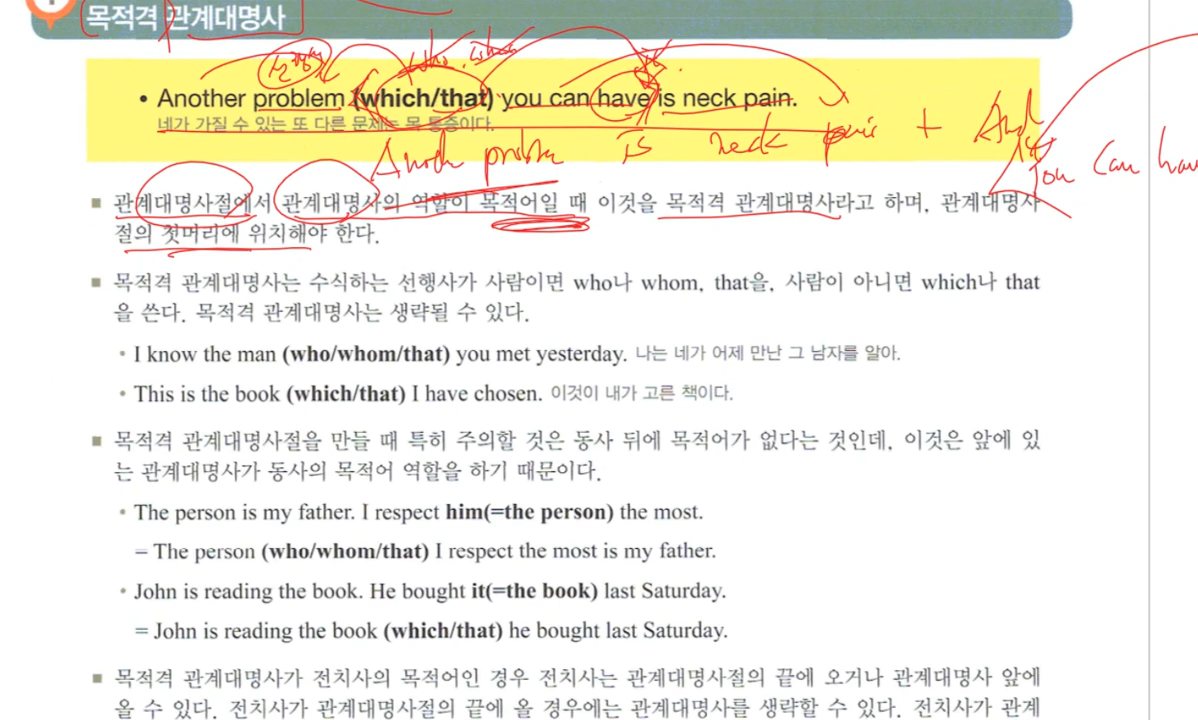 목적격 관계대명사
선행사
who, whom
• Another problem (which/that) you can have is neck pain.
네가 가질 수 있는 또 다른 문제는 목 통증이다.
is neck pain + And
you can hav
■ 관계대명사절에서 관계대명사의 역할이 목적어일 때 이것을 목적격 관계대명사라고 하며, 관계대명사
절의 첫머리에 위치해야 한다.
■ 목적격 관계대명사는 수식하는 선행사가 사람이면 who나 whom, that을, 사람이 아니면 which나 that
을 쓴다. 목적격 관계대명사는 생략될 수 있다.
• I know the man (who/whom/that) you met yesterday. 나는 네가 어제 만난 그 남자를 알아.
• This is the book (which/that) I have chosen. 이것이 내가 고른 책이다.
■ 목적격 관계대명사절을 만들 때 특히 주의할 것은 동사 뒤에 목적어가 없다는 것인데, 이것은 앞에 있
는 관계대명사가 동사의 목적어 역할을 하기 때문이다.
• The person is my father. I respect him(=the person) the most.
= The person (who/whom/that) I respect the most is my father.
• John is reading the book. He bought it(=the book) last Saturday.
= John is reading the book (which/that) he bought last Saturday.
■ 목적격 관계대명사가 전치사의 목적어인 경우 전치사는 관계대명사절의 끝에 오거나 관계대명사 앞에
올 수 있다. 전치사가 관계대명사절의 끝에 올 경우에는 관계대명사를 생략할 수 있다. 전치사가 관계